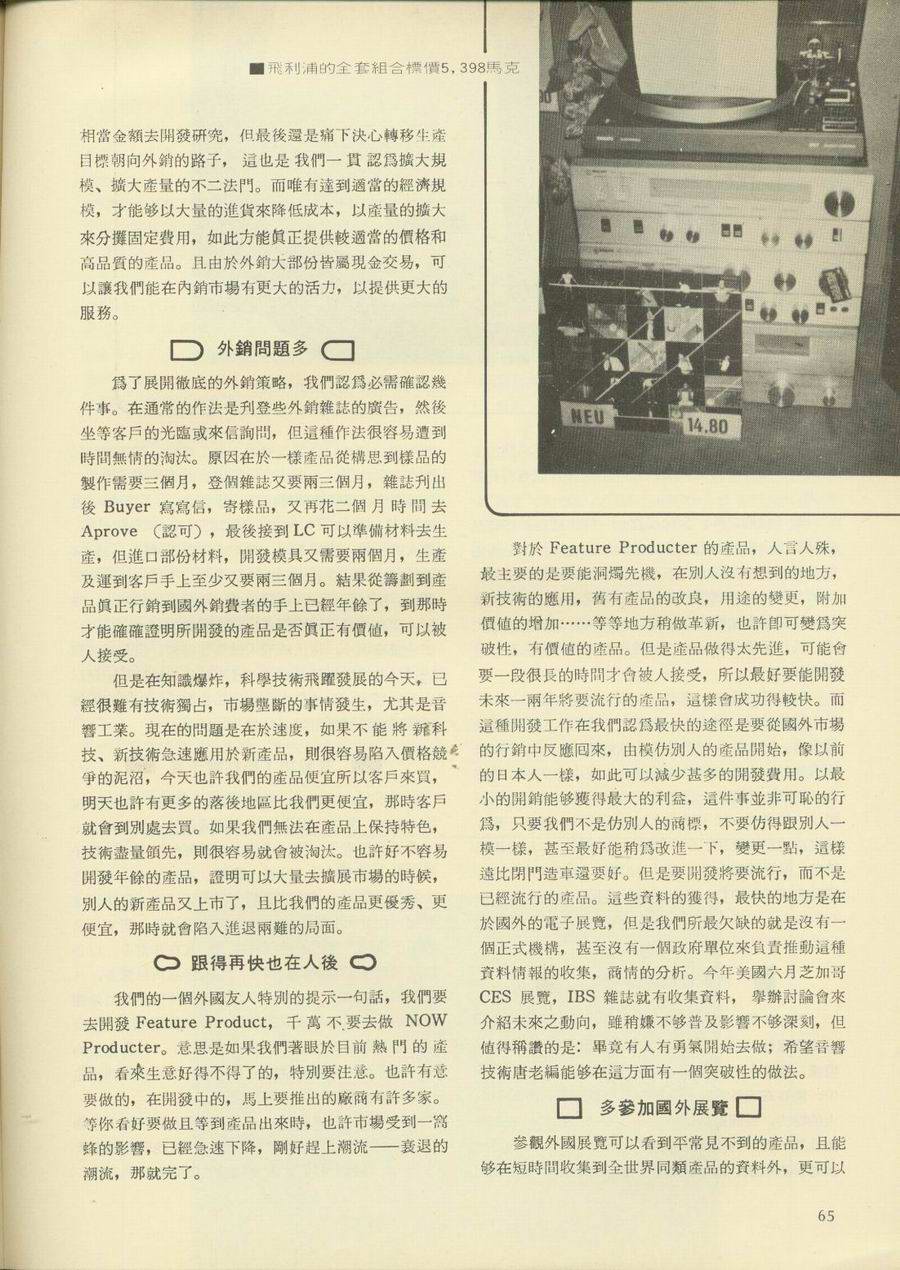 ■飛利浦的全套組合標價5,398馬克
相當金額去開發研究，但最後還是痛下決心轉移生產
目標朝向外銷的路子，這也是我們一貫認爲擴大規
模、擴大產量的不二法門。而唯有達到適當的經濟規
模，才能够以大量的進貨來降低成本，以產量的擴大
來分攤固定費用，如此方能眞正提供較適當的價格和
高品質的產品。且由於外銷大部份皆屬現金交易，可
以讓我們能在內銷市場有更大的活力，以提供更大的
服務。
外銷問題多
爲了展開徹底的外銷策略，我們認爲必需確認幾
件事。在通常的作法是刋登些外銷雜誌的廣告，然後
坐等客戶的光臨或來信詢問，但這種作法很容易遭到
時間無情的淘汰。原因在於一樣產品從構思到樣品的
製作需要三個月，登個雜誌又要兩三個月，雜誌刋出
後 Buyer 寫寫信，寄樣品，又再花二個月時間去
Aprove （認可），最後接到 LC 可以準備材料去生
產，但進口部份材料，開發模具又需要兩個月，生產
及運到客戶手上至少又要兩三個月。結果從籌劃到產
品眞正行銷到國外銷費者的手上已經年餘了，到那時
才能確確證明所開發的產品是否眞正有價值，可以被
人接受。
但是在知識爆炸，科學技術飛躍發展的今天，已
經很難有技術獨占，市場壟斷的事情發生，尤其是音
響工業。現在的問題是在於速度，如果不能將新科
技、新技術急速應用於新產品，則很容易陷入價格競
爭的泥沼，今天也許我們的產品便宜所以客戶來買，
明天也許有更多的落後地區比我們更便宜，那時客戶
就會到別處去買。如果我們無法在產品上保持特色，
技術盡量領先，則很容易就會被淘汰。也許好不容易
開發年餘的產品，證明可以大量去擴展市場的時候，
別人的新產品又上市了，且比我們的產品更優秀、更
便宜，那時就會陷入進退兩難的局面。
跟得再快也在人後
我們的一個外國友人特別的提示一句話，我們要
去開發 Feature Product，千萬不要去做 NOW
Producter。意思是如果我們著眼於目前熱門的產
品，看來生意好得不得了的，特別要注意。也許有意
要做的，在開發中的，馬上要推出的廠商有許多家。
等你看好要做且等到產品出來時，也許市場受到一窩
蜂的影響，已經急速下降，剛好趕上潮流——衰退的
潮流，那就完了。
NEU
14.80
對於 Feature Producter 的產品，人言人殊，
最主要的是要能洞燭先機，在別人沒有想到的地方，
新技術的應用，舊有產品的改良，用途的變更，附加
價值的增加……等等地方稍做革新，也許卽可變爲突
破性，有價值的產品。但是產品做得太先進，可能會
要一段很長的時間才會被人接受，所以最好要能開發
未來一兩年將要流行的產品，這樣會成功得較快。而
這種開發工作在我們認爲最快的途徑是要從國外市場
的行銷中反應回來，由模仿別人的產品開始，像以前
的日本人一樣，如此可以減少甚多的開發費用。以最
小的開銷能够獲得最大的利益，這件事並非可恥的行
爲，只要我們不是仿別人的商標，不要仿得跟別人一
模一樣，甚至最好能稍爲改進一下，變更一點，這樣
遠比閉門造車還要好。但是要開發將要流行，而不是
已經流行的產品。這些資料的獲得，最快的地方是在
於國外的電子展覽，但是我們所最欠缺的就是沒有一
個正式機構，甚至沒有一個政府單位來負責推動這種
資料情報的收集，商情的分析。今年美國六月芝加哥
CES 展覽，IBS 雜誌就有收集資料，舉辦討論會來
介紹未來之動向，雖稍嫌不够普及影響不够深刻，但
值得稱讚的是：畢竟有人有勇氣開始去做；希望音響
技術唐老編能够在這方面有一個突破性的做法。
多參加國外展覽
參觀外國展覽可以看到平常見不到的產品，且能
够在短時間收集到全世界同類產品的資料外，更可以
65